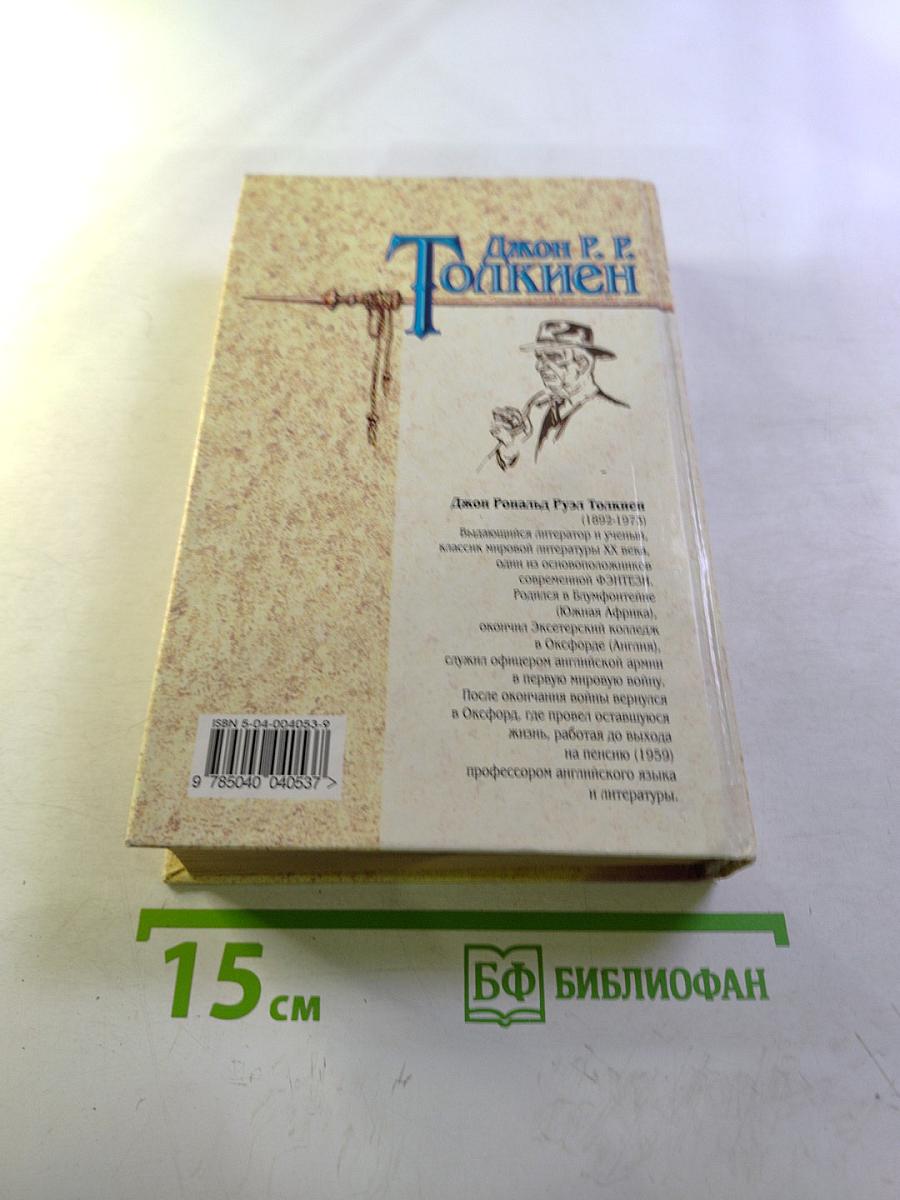 Джон Р. Р.
Толкиен
Джон Рональд Руэл Толкиен
(1892-1973)
Выдающийся литератор и ученый,
классик мировой литературы XX века,
один из основоположников
современной ФЭНТЕЗИ.
Родился в Блумфонтейне
(Южная Африка),
окончил Эксетерский колледж
в Оксфорде (Англия),
служил офицером английской армии
в первую мировую войну.
После окончания войны вернулся
в Оксфорд, где провел оставшуюся
жизнь, работая до выхода
на пенсию (1959)
профессором английского языка
и литературы.
ISBN 5-04-004053-9
9 785040 040537 >
15 см
БФ БИБЛИОФАН